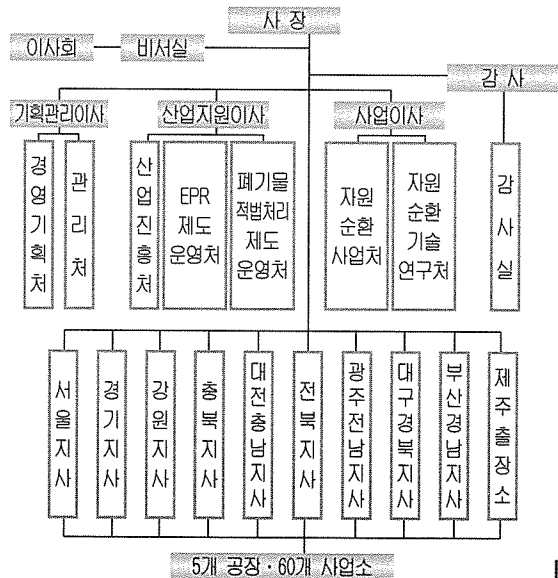 사 장
이사회
비서실
감 사
기획관리이사
산업지원이사
사업이사
경영기획처
관리처
산업진흥처
EPR
제도
운영처
폐기물
적법처리
제도
운영처
자원
순환
사업처
자원
순환
기술
연구처
감사실
서울지사
경기지사
강원지사
충북지사
대전충남지사
전북지사
광주전남지사
대구경북지사
부산경남지사
제주출장소
5개 공장 · 60개 사업소